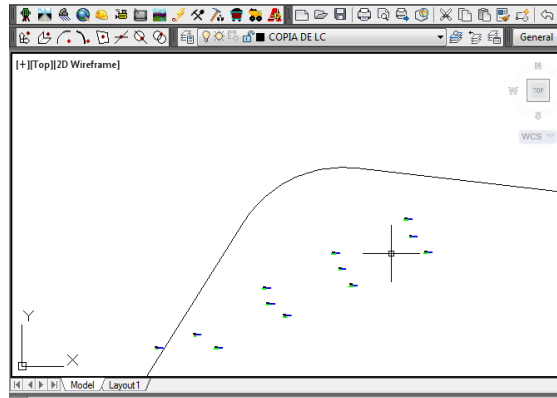 COPIA DE LC
General
[+][Top][2D Wireframe]
N
W
TOP
S
WCS
Y
X
Model
Layout1